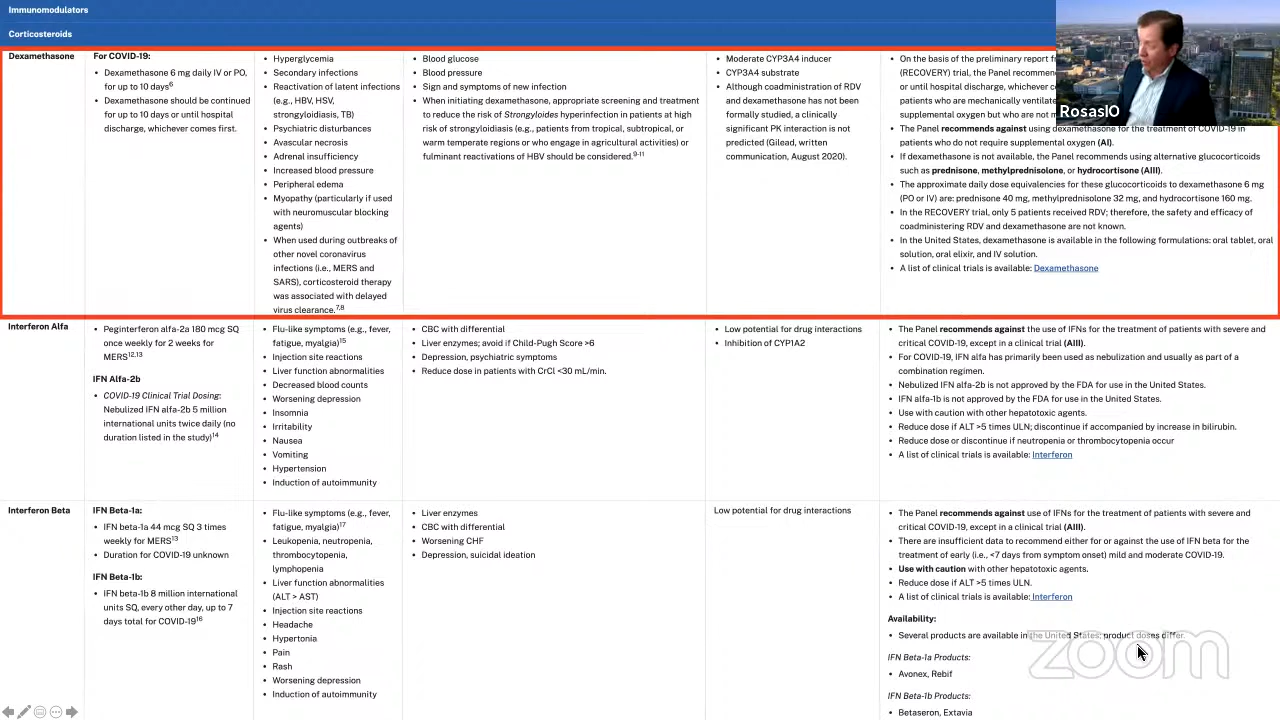 Immunomodulators
Corticosteroids
Dexamethasone
For COVID-19:
• Dexamethasone 6 mg daily IV or PO,
for up to 10 days6
• Dexamethasone should be continued
for up to 10 days or until hospital
discharge, whichever comes first.
• Hyperglycemia
• Secondary infections
• Reactivation of latent infections
(e.g., HBV, HSV,
strongyloidiasis, TB)
• Psychiatric disturbances
• Avascular necrosis
• Adrenal insufficiency
• Increased blood pressure
• Peripheral edema
• Myopathy (particularly if used
with neuromuscular blocking
agents)
• When used during outbreaks of
other novel coronavirus
infections (i.e., MERS and
SARS), corticosteroid therapy
was associated with delayed
virus clearance.7,8
• Blood glucose
• Blood pressure
• Sign and symptoms of new infection
• When initiating dexamethasone, appropriate screening and treatment
to reduce the risk of Strongyloides hyperinfection in patients at high
risk of strongyloidiasis (e.g., patients from tropical, subtropical, or
warm temperate regions or who engage in agricultural activities) or
fulminant reactivations of HBV should be considered.9-11
• Moderate CYP3A4 inducer
• CYP3A4 substrate
• Although coadministration of RDV
and dexamethasone has not been
formally studied, a clinically
significant PK interaction is not
predicted (Gilead, written
communication, August 2020).
• On the basis of the preliminary report
(RECOVERY) trial, the Panel
or until hospital discharge, whichever
patients who are mechanically
supplemental oxygen but who are not
• The Panel recommends against using dexamethasone for the treatment of COVID-19 in
patients who do not require supplemental oxygen (AI).
• If dexamethasone is not available, the Panel recommends using alternative glucocorticoids
such as prednisone, methylprednisolone, or hydrocortisone (AIII).
• The approximate daily dose equivalencies for these glucocorticoids to dexamethasone 6 mg
(PO or IV) are: prednisone 40 mg, methylprednisolone 32 mg, and hydrocortisone 160 mg.
• In the RECOVERY trial, only 5 patients received RDV; therefore, the safety and efficacy of
coadministering RDV and dexamethasone are not known.
• In the United States, dexamethasone is available in the following formulations: oral tablet, oral
solution, oral elixir, and IV solution.
• A list of clinical trials is available: Dexamethasone
RosasIO
Interferon Alfa
• Peginterferon alfa-2a 180 mcg SQ
once weekly for 2 weeks for
MERS12,13
IFN Alfa-2b
• COVID-19 Clinical Trial Dosing:
Nebulized IFN alfa-2b 5 million
international units twice daily (no
duration listed in the study)14
• Flu-like symptoms (e.g., fever,
fatigue, myalgia)15
• Injection site reactions
• Liver function abnormalities
• Decreased blood counts
• Worsening depression
• Insomnia
• Irritability
• Nausea
• Vomiting
• Hypertension
• Induction of autoimmunity
• CBC with differential
• Liver enzymes; avoid if Child-Pugh Score >6
• Depression, psychiatric symptoms
• Reduce dose in patients with CrCl <30 mL/min.
• Low potential for drug interactions
• Inhibition of CYP1A2
• The Panel recommends against the use of IFNs for the treatment of patients with severe and
critical COVID-19, except in a clinical trial (AIII).
• For COVID-19, IFN alfa has primarily been used as nebulization and usually as part of a
combination regimen.
• Nebulized IFN alfa-2b is not approved by the FDA for use in the United States.
• IFN alfa-1b is not approved by the FDA for use in the United States.
• Use with caution with other hepatotoxic agents.
• Reduce dose if ALT >5 times ULN; discontinue if accompanied by increase in bilirubin.
• Reduce dose or discontinue if neutropenia or thrombocytopenia occur
• A list of clinical trials is available: Interferon
Interferon Beta
IFN Beta-1a:
• IFN beta-1a 44 mcg SQ 3 times
weekly for MERS13
• Duration for COVID-19 unknown
IFN Beta-1b:
• IFN beta-1b 8 million international
units SQ, every other day, up to 7
days total for COVID16
• Flu-like symptoms (e.g., fever,
fatigue, myalgia)17
• Leukopenia, neutropenia,
thrombocytopenia,
lymphopenia
• Liver function abnormalities
(ALT > AST)
• Injection site reactions
• Headache
• Hypertonia
• Pain
• Rash
• Worsening depression
• Induction of autoimmunity
• Liver enzymes
• CBC with differential
• Worsening CHF
• Depression, suicidal ideation
Low potential for drug interactions
• The Panel recommends against use of IFNs for the treatment of patients with severe and
critical COVID-19, except in a clinical trial (AIII).
• There are insufficient data to recommend either for or against the use of IFN beta for the
treatment of early (i.e., <7 days from symptom onset) mild and moderate COVID-19.
• Use with caution with other hepatotoxic agents.
• Reduce dose if ALT >5 times ULN.
• A list of clinical trials is available: Interferon
Availability:
• Several products are available in the United States; product doses differ.
IFN Beta-1a Products:
• Avonex, Rebif
IFN Beta-1b Products:
• Betaseron, Extavia
zoom